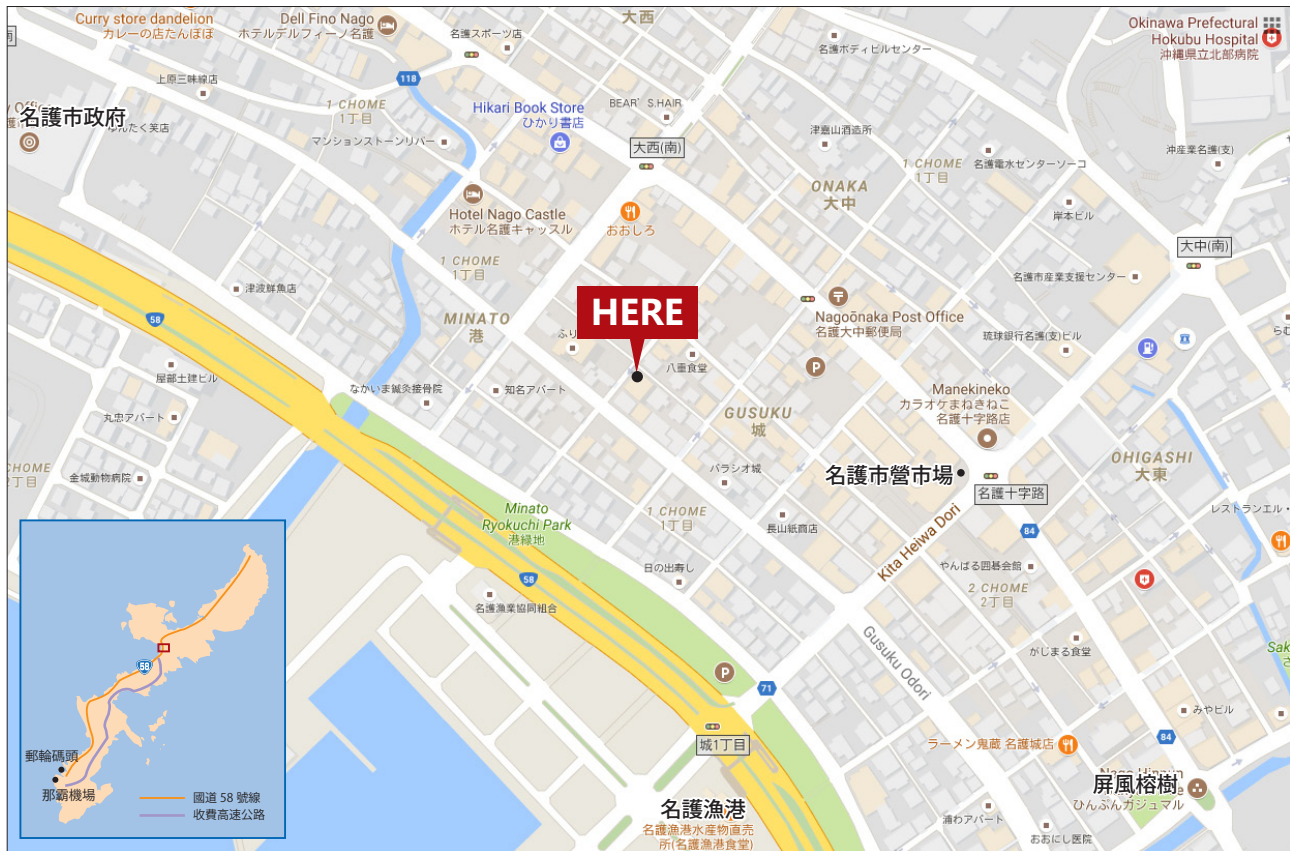 Curry store dandelion
カレーの店たんぽぽ
Dell Fino Nago
ホテルデルフィーノ名護
大西
名護スポーツ店
名護ボディビルセンター
Okinawa Prefectural
Hokubu Hospital
沖縄県立北部病院
南
上原三味線店
118
1 CHOME
1丁目
Hikari Book Store
ひかり書店
BEAR'S.HAIR
名護市政府
ゆんたく笑店
マンションストーンリバー
大西(南)
津嘉山酒造所
1 CHOME
1丁目
名護電水センターソーコ
沖産業名護(支)
ONAKA
大中
Hotel Nago Castle
ホテル名護キャッスル
おおしろ
岸本ビル
大中(南)
1 CHOME
1丁目
津波鮮魚店
名護市産業支援センター
HERE
58
MINATO
港
ふり
Nagoōnaka Post Office
名護大中郵便局
琉球銀行名護(支)ビル
らむ
屋部土建ビル
八重食堂
P
なかいま鍼灸接骨院
知名アパート
Manekineko
カラオケまねきねこ
名護十字路店
丸忠アパート
GUSUKU
城
OHIGASHI
大東
CHOME
2丁目
金城動物病院
パラシオ城
名護市營市場
名護十字路
Minato
Ryokuchi Park
港緑地
1 CHOME
1丁目
長山紙商店
84
レストランエル・
Kita Heiwa Dori
58
日の出寿し
やんばる囲碁会館
2 CHOME
2丁目
名護漁業協同組合
Gusuku Odori
がじまる食堂
Sak
P
71
みやビル
58
城1丁目
ラーメン鬼蔵 名護城店
84
郵輪碼頭
那霸機場
國道 58 號線
收費高速公路
名護漁港
名護漁港水産物直売
所(名護漁港食堂)
屏風榕樹
ひんぷんガジュマル
浦わアパート
おおにし医院